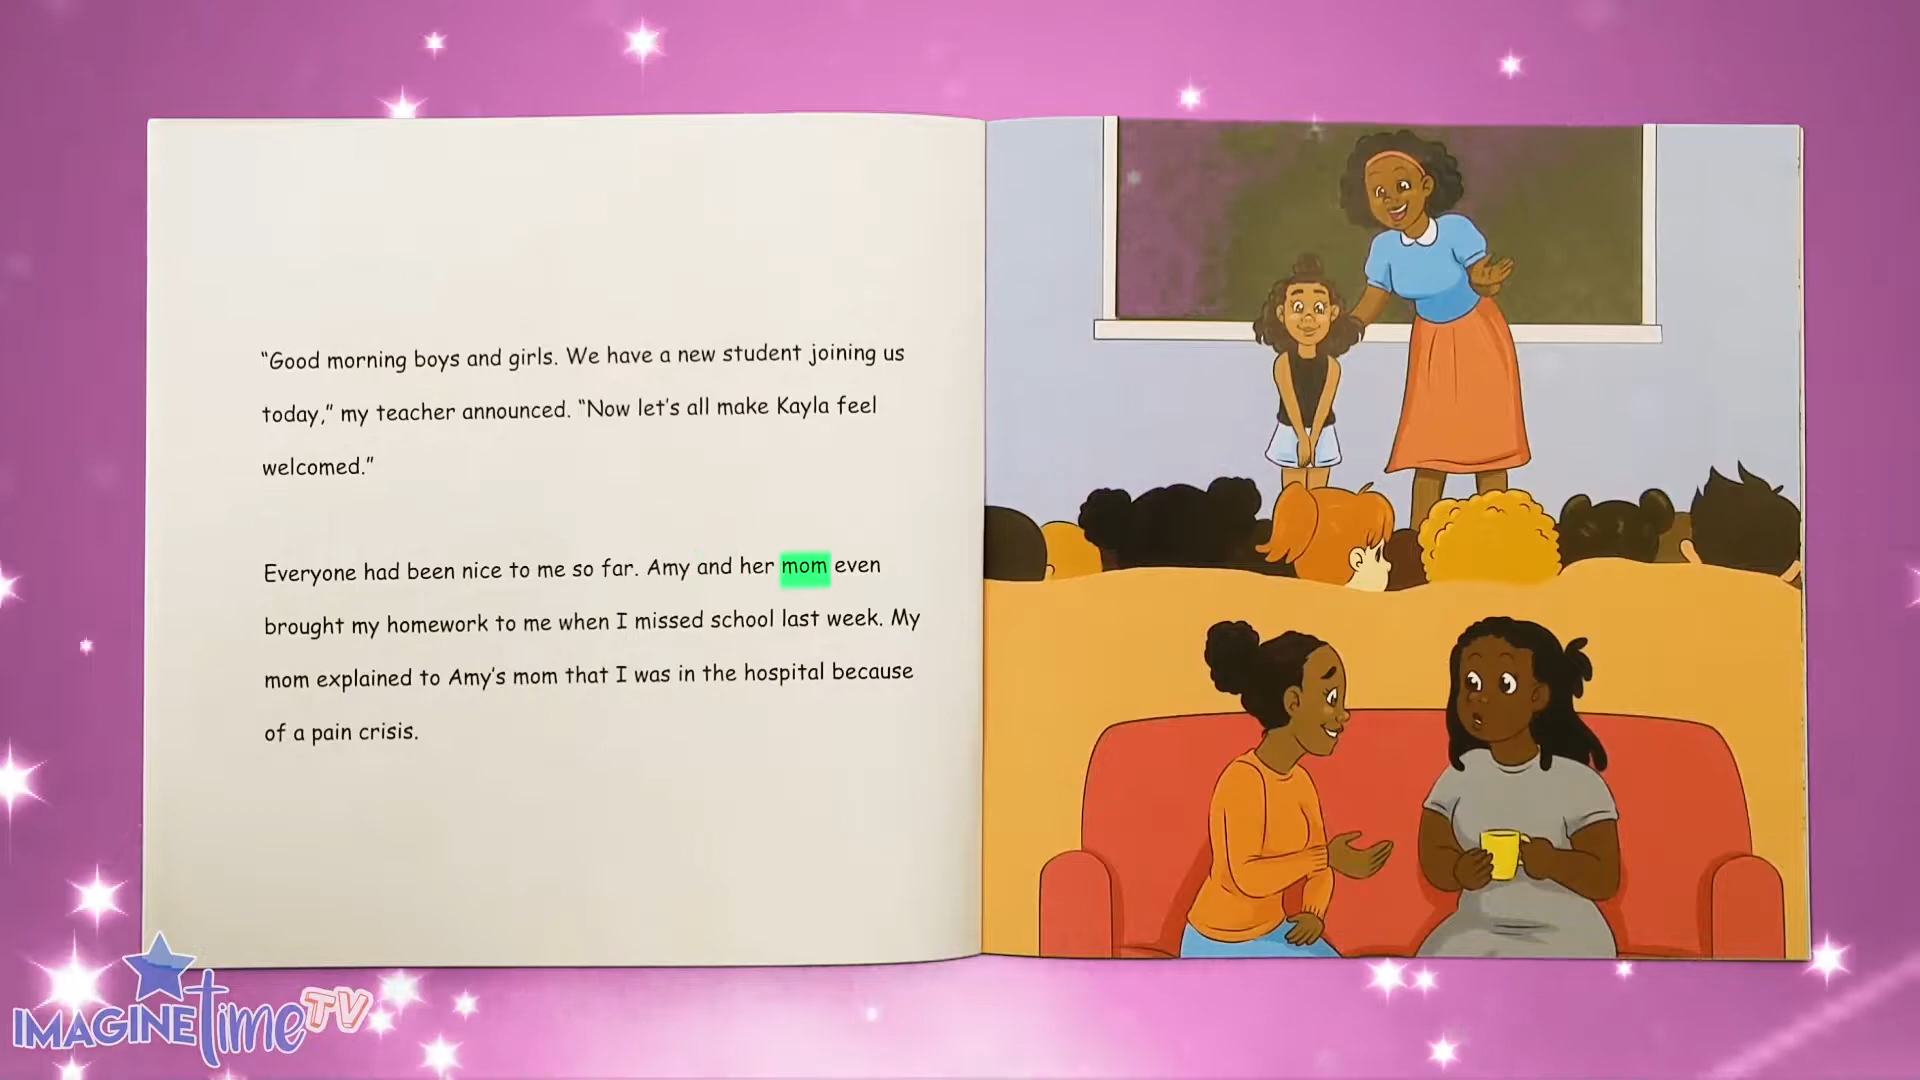 “Good morning boys and girls. We have a new student joining us
today,” my teacher announced. “Now let’s all make Kayla feel
welcomed.”
Everyone had been nice to me so far. Amy and her mom even
brought my homework to me when I missed school last week. My
mom explained to Amy’s mom that I was in the hospital because
of a pain crisis.
IMAGINE time TV